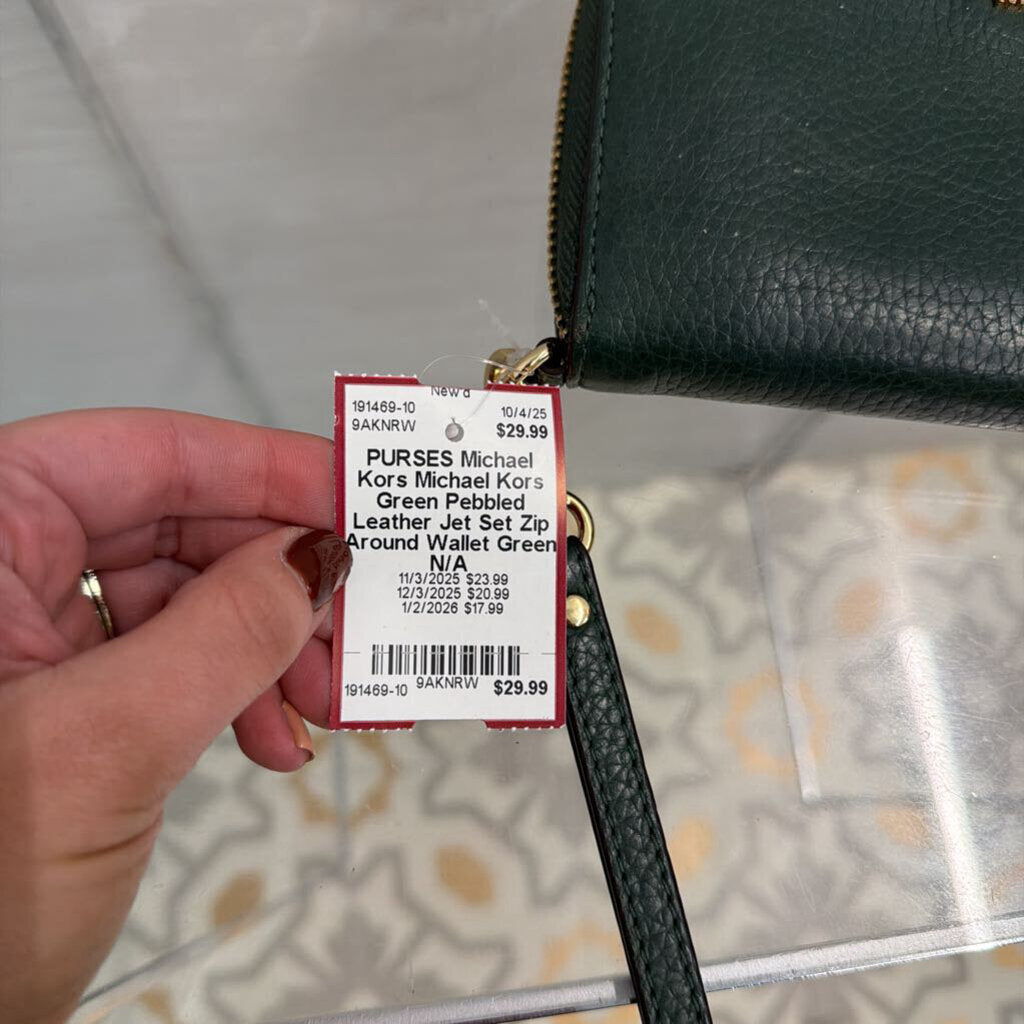 New'd
191469-10
10/4/25
9AKNRW
$29.99
PURSES Michael
Kors Michael Kors
Green Pebbled
Leather Jet Set Zip
Around Wallet Green
N/A
11/3/2025 $23.99
12/3/2025 $20.99
1/2/2026 $17.99
191469-10 9AKNRW $29.99